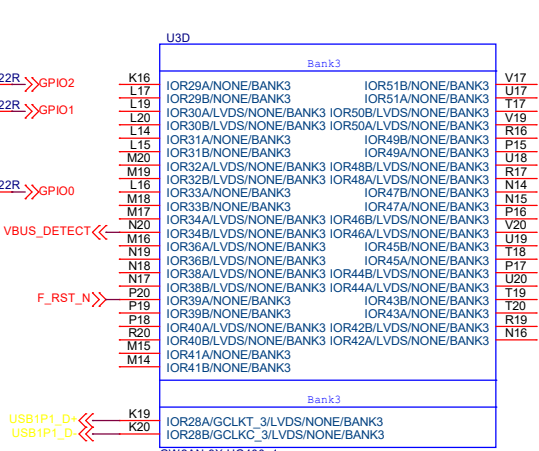 U3D
Bank3
22R GPIO2 K16 IOR29A/NONE/BANK3 IOR51B/NONE/BANK3 V17
L17 IOR29B/NONE/BANK3 IOR51A/NONE/BANK3 U17
22R GPIO1 L19 IOR30A/LVDS/NONE/BANK3 IOR50B/LVDS/NONE/BANK3 T17
L20 IOR30B/LVDS/NONE/BANK3 IOR50A/LVDS/NONE/BANK3 V19
L14 IOR31A/NONE/BANK3 IOR49B/NONE/BANK3 R16
L15 IOR31B/NONE/BANK3 IOR49A/NONE/BANK3 P15
M20 IOR32A/LVDS/NONE/BANK3 IOR48B/LVDS/NONE/BANK3 U18
M19 IOR32B/LVDS/NONE/BANK3 IOR48A/LVDS/NONE/BANK3 R17
22R GPIO0 L16 IOR33A/NONE/BANK3 IOR47B/NONE/BANK3 N14
M18 IOR33B/NONE/BANK3 IOR47A/NONE/BANK3 N15
M17 IOR34A/LVDS/NONE/BANK3 IOR46B/LVDS/NONE/BANK3 P16
VBUS_DETECT N20 IOR34B/LVDS/NONE/BANK3 IOR46A/LVDS/NONE/BANK3 V20
M16 IOR36A/LVDS/NONE/BANK3 IOR45B/NONE/BANK3 U19
N19 IOR36B/LVDS/NONE/BANK3 IOR45A/NONE/BANK3 T18
N18 IOR38A/LVDS/NONE/BANK3 IOR44B/LVDS/NONE/BANK3 P17
N17 IOR38B/LVDS/NONE/BANK3 IOR44A/LVDS/NONE/BANK3 U20
F_RST_N P20 IOR39A/NONE/BANK3 IOR43B/NONE/BANK3 T19
P19 IOR39B/NONE/BANK3 IOR43A/NONE/BANK3 T20
P18 IOR40A/LVDS/NONE/BANK3 IOR42B/LVDS/NONE/BANK3 R19
R20 IOR40B/LVDS/NONE/BANK3 IOR42A/LVDS/NONE/BANK3 N16
M15 IOR41A/NONE/BANK3
M14 IOR41B/NONE/BANK3
Bank3
USB1P1_D+ K19 IOR28A/GCLKT_3/LVDS/NONE/BANK3
USB1P1_D- K20 IOR28B/GCLKC_3/LVDS/NONE/BANK3